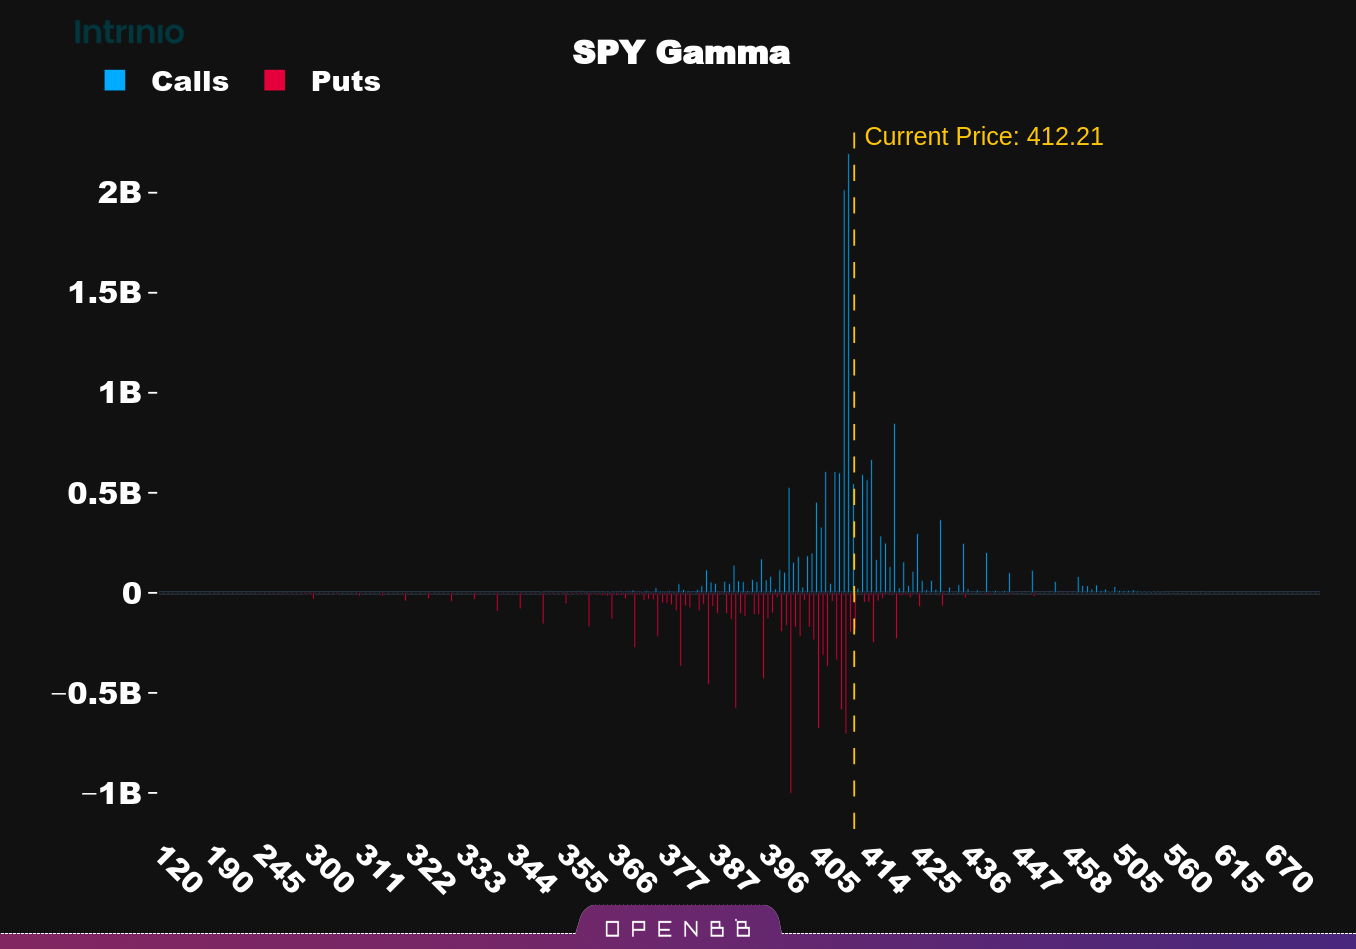 Intrinio
SPY Gamma
Calls Puts
Current Price: 412.21
2B
1.5B
1B
0.5B
0
−0.5B
−1B
120 190 245 300 311 322 333 344 355 366 377 387 396 405 414 425 436 447 458 505 560 615 670
OPENBB